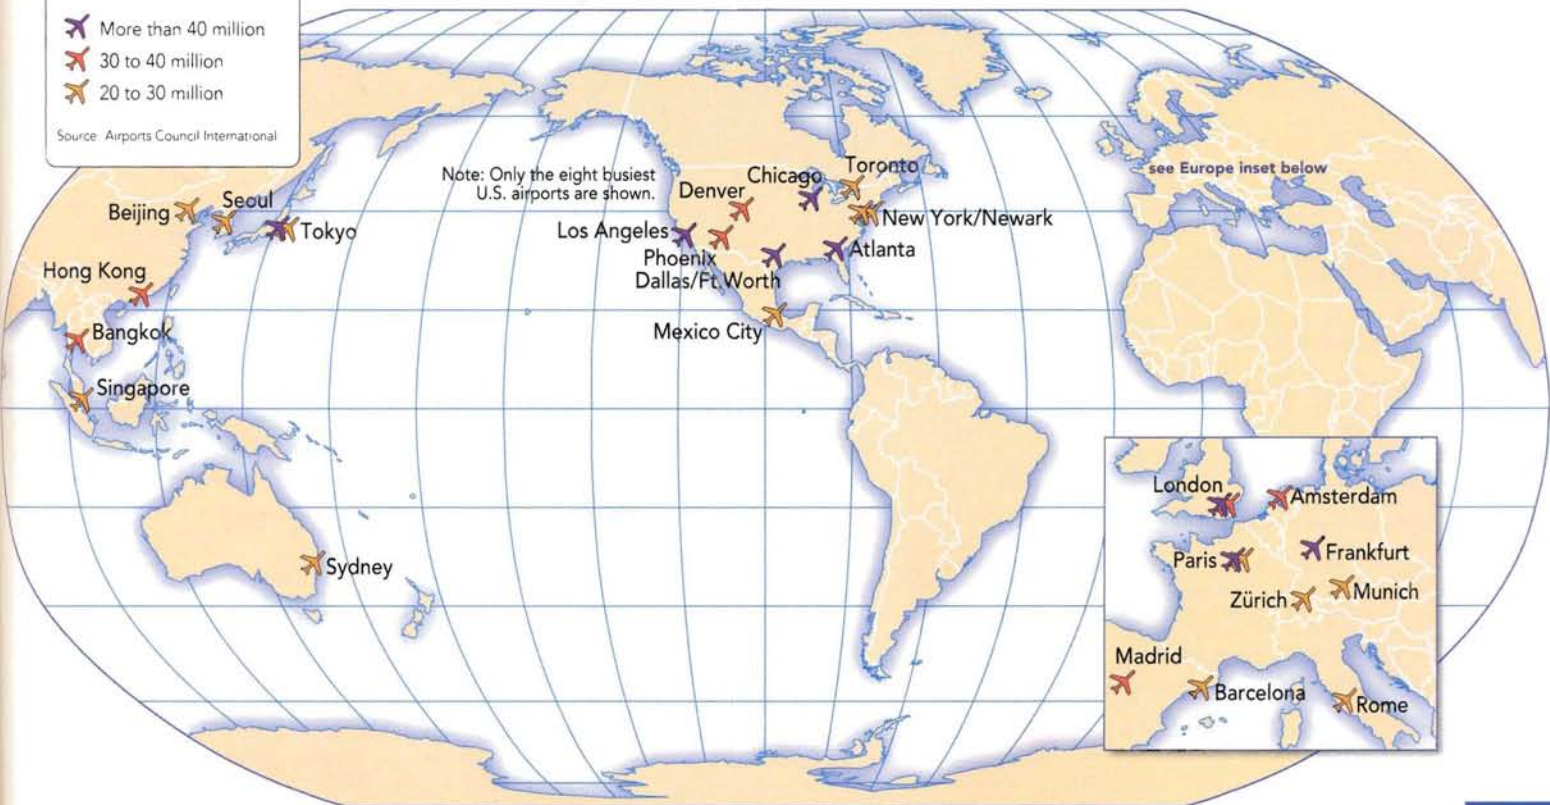 More than 40 million
30 to 40 million
20 to 30 million
Source: Airports Council International
Note: Only the eight busiest
U.S. airports are shown.
see Europe inset below
Toronto
Chicago
Denver
New York/Newark
Los Angeles
Atlanta
Phoenix
Dallas/Ft.Worth
Mexico City
Seoul
Beijing
Tokyo
Hong Kong
Bangkok
Singapore
Sydney
London
Amsterdam
Paris
Frankfurt
Zürich
Munich
Madrid
Barcelona
Rome